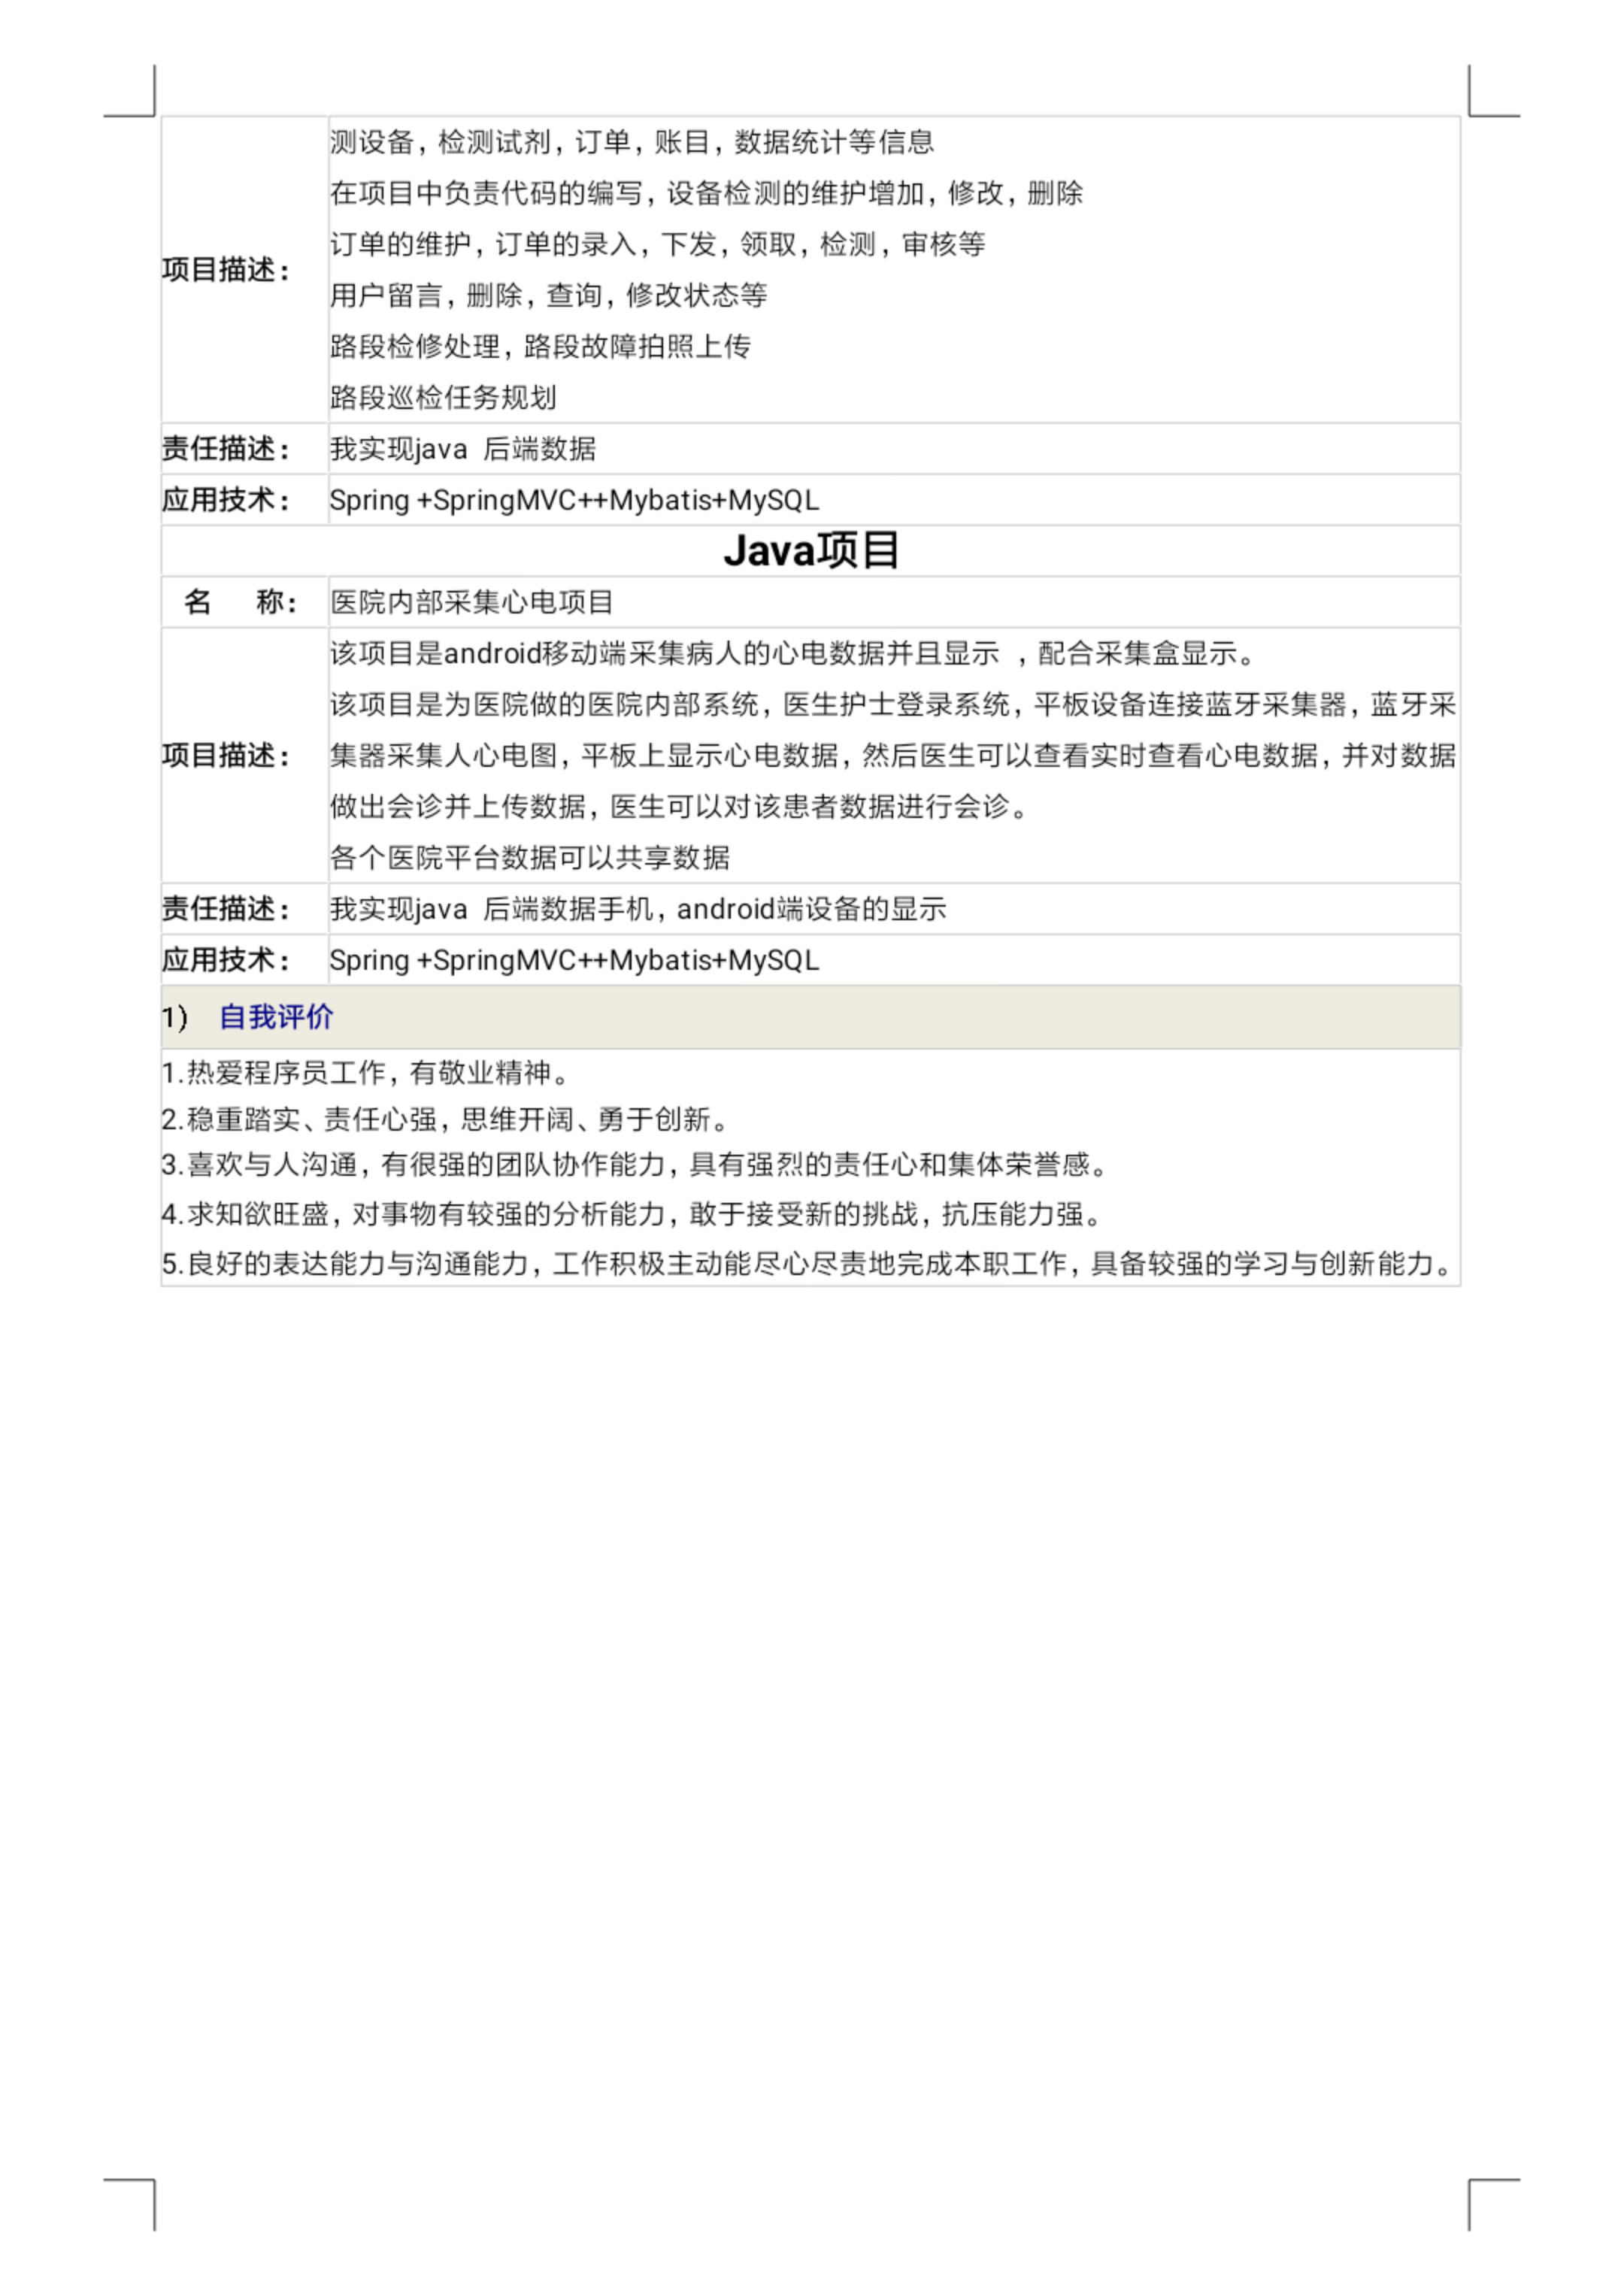 测设备，检测试剂，订单，账目，数据统计等信息
在项目中负责代码的编写，设备检测的维护增加，修改，删除
订单的维护，订单的录入，下发，领取，检测，审核等
项目描述：
用户留言，删除，查询，修改状态等
路段检修处理，路段故障拍照上传
路段巡检任务规划
责任描述： 我实现java 后端数据
应用技术： Spring +SpringMVC++Mybatis+MySQL
Java项目
名 称： 医院内部采集心电项目
该项目是android移动端采集病人的心电数据并且显示 ，配合采集盒显示。
该项目是为医院做的医院内部系统，医生护士登录系统，平板设备连接蓝牙采集器，蓝牙采
项目描述： 集器采集人心电图，平板上显示心电数据，然后医生可以查看实时查看心电数据，并对数据
做出会诊并上传数据，医生可以对该患者数据进行会诊。
各个医院平台数据可以共享数据
责任描述： 我实现java 后端数据手机，android端设备的显示
应用技术： Spring +SpringMVC++Mybatis+MySQL
1) 自我评价
1.热爱程序员工作，有敬业精神。
2.稳重踏实、责任心强，思维开阔、勇于创新。
3.喜欢与人沟通，有很强的团队协作能力，具有强烈的责任心和集体荣誉感。
4.求知欲旺盛，对事物有较强的分析能力，敢于接受新的挑战，抗压能力强。
5.良好的表达能力与沟通能力，工作积极主动能尽心尽责地完成本职工作，具备较强的学习与创新能力。